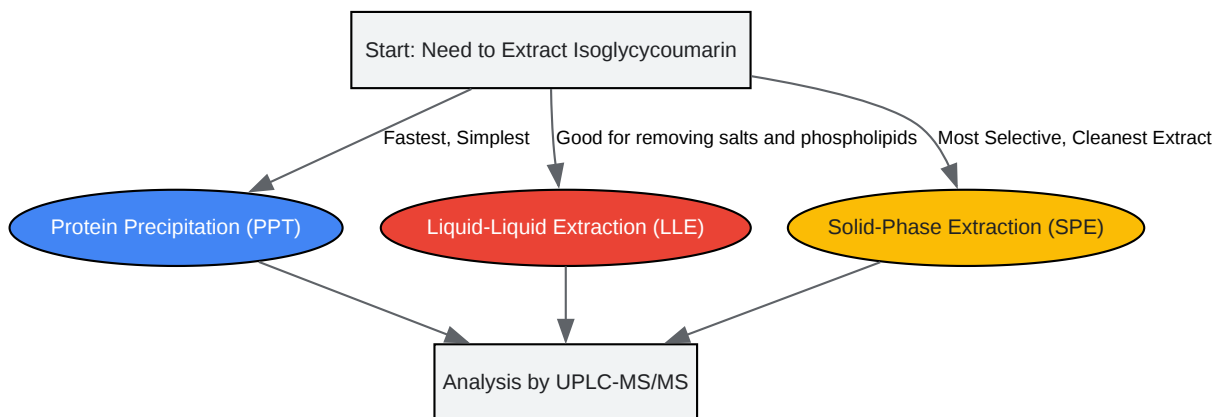 Start: Need to Extract Isoglycycoumarin
Fastest, Simplest
Good for removing salts and phospholipids
Most Selective, Cleanest Extract
Protein Precipitation (PPT)
Liquid-Liquid Extraction (LLE)
Solid-Phase Extraction (SPE)
Analysis by UPLC-MS/MS